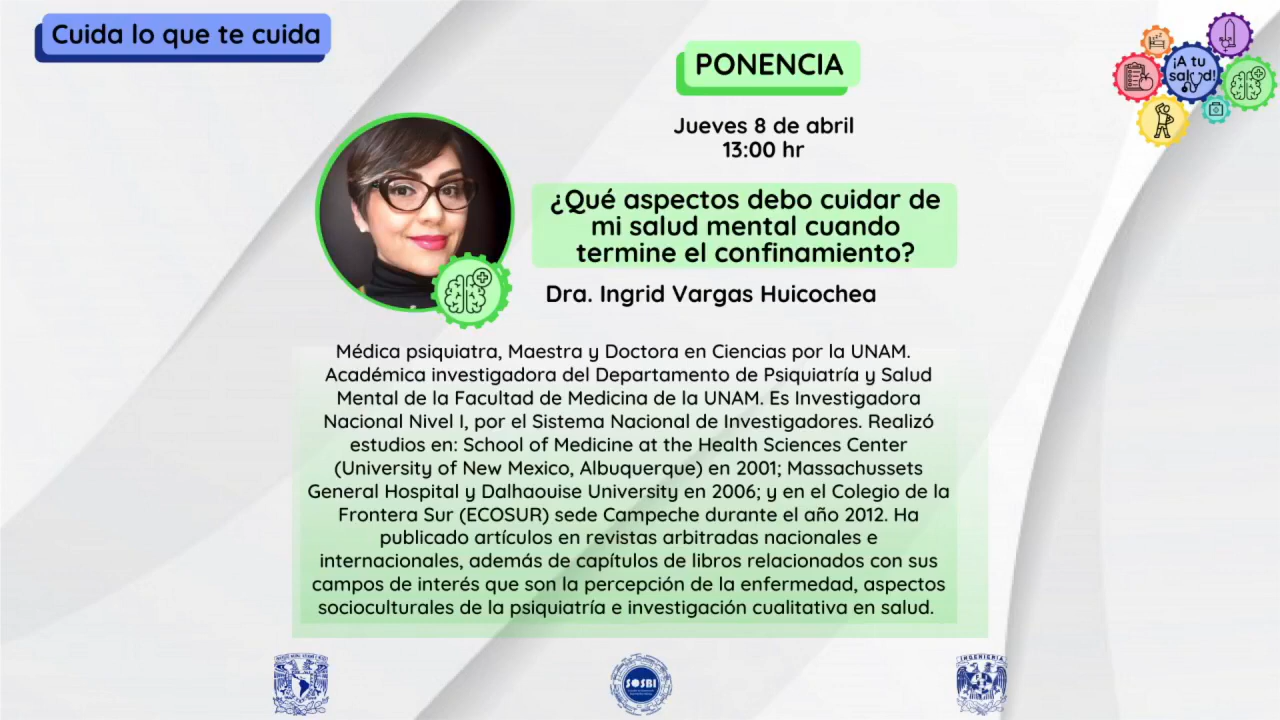 Cuida lo que te cuida
PONENCIA
¡A tu
salud!
Jueves 8 de abril
13:00 hr
¿Qué aspectos debo cuidar de
mi salud mental cuando
termine el confinamiento?
Dra. Ingrid Vargas Huicochea
Médica psiquiatra, Maestra y Doctora en Ciencias por la UNAM.
Académica investigadora del Departamento de Psiquiatría y Salud
Mental de la Facultad de Medicina de la UNAM. Es Investigadora
Nacional Nivel I, por el Sistema Nacional de Investigadores. Realizó
estudios en: School of Medicine at the Health Sciences Center
(University of New Mexico, Albuquerque) en 2001; Massachussets
General Hospital y Dalhaouise University en 2006; y en el Colegio de la
Frontera Sur (ECOSUR) sede Campeche durante el año 2012. Ha
publicado artículos en revistas arbitradas nacionales e
internacionales, además de capítulos de libros relacionados con sus
campos de interés que son la percepción de la enfermedad, aspectos
socioculturales de la psiquiatría e investigación cualitativa en salud.
SOSBI
INGENIERIA